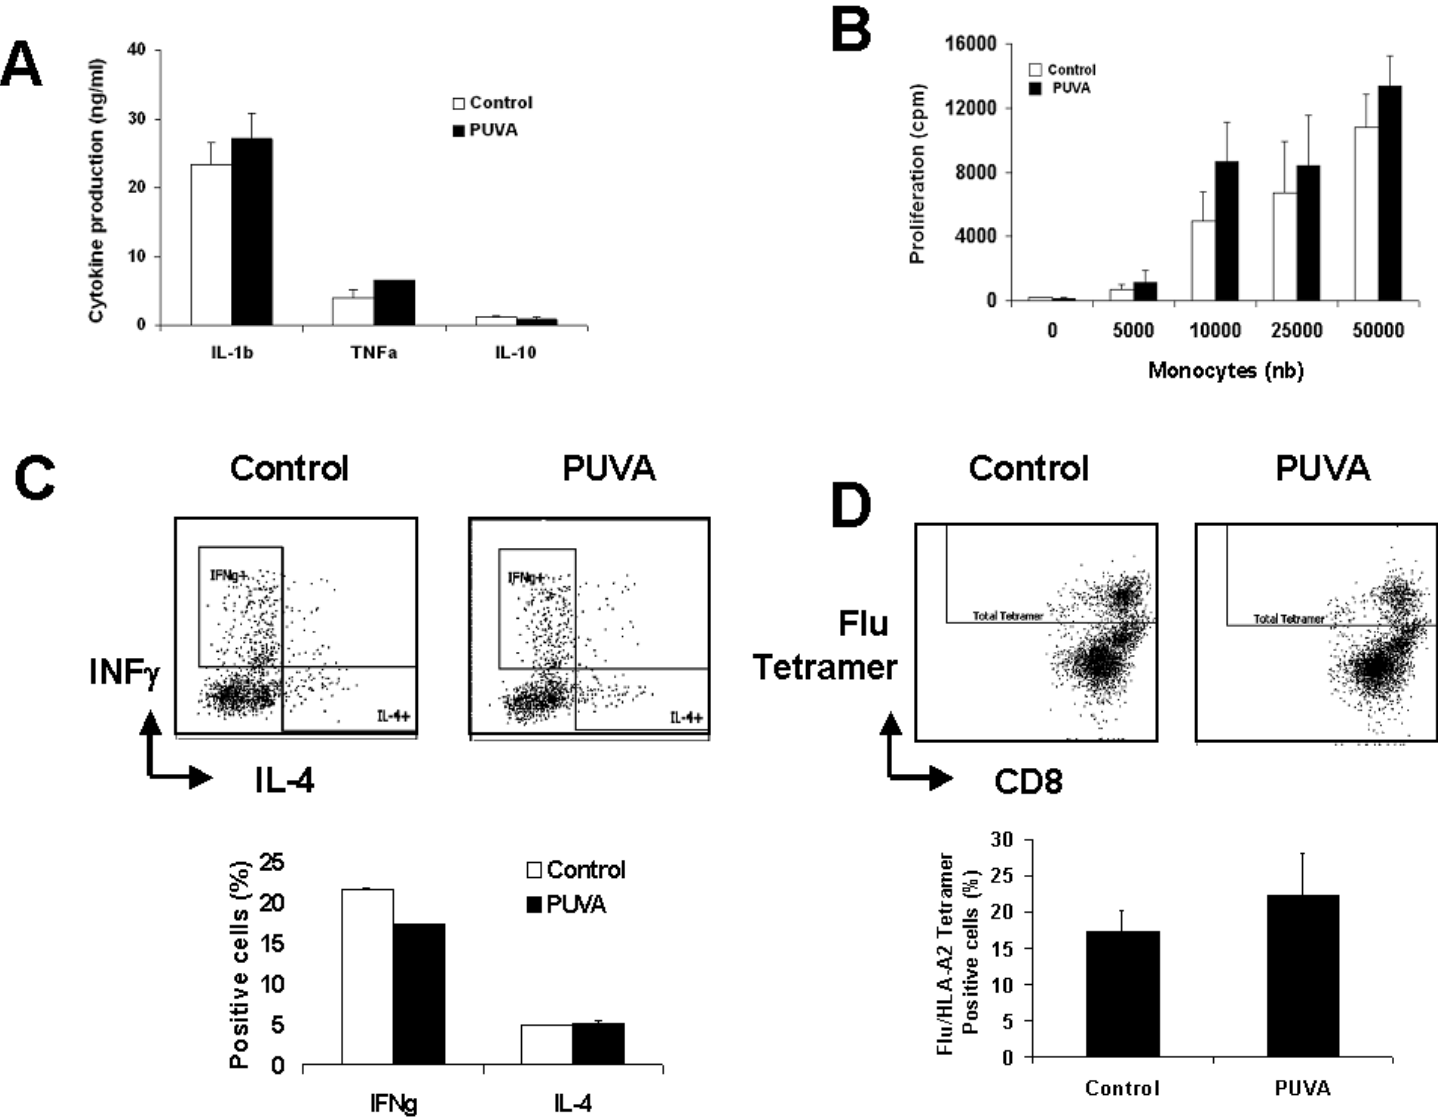 A
Cytokine production (ng/ml)
40
30
20
10
0
Control
PUVA
IL-1b TNFa IL-10
B
Proliferation (cpm)
16000
12000
8000
4000
0
Control
PUVA
0 5000 10000 25000 50000
Monocytes (nb)
C
Control PUVA
INFγ
IFNg+
IL-4+
IFNg+
IL-4+
IL-4
Positive cells (%)
25
20
15
10
5
0
Control
PUVA
IFNg IL-4
D
Control PUVA
Flu
Tetramer
Total Tetramer
Total Tetramer
CD8
Flu/HLA-A2 Tetramer
Positive cells (%)
30
25
20
15
10
5
0
Control PUVA